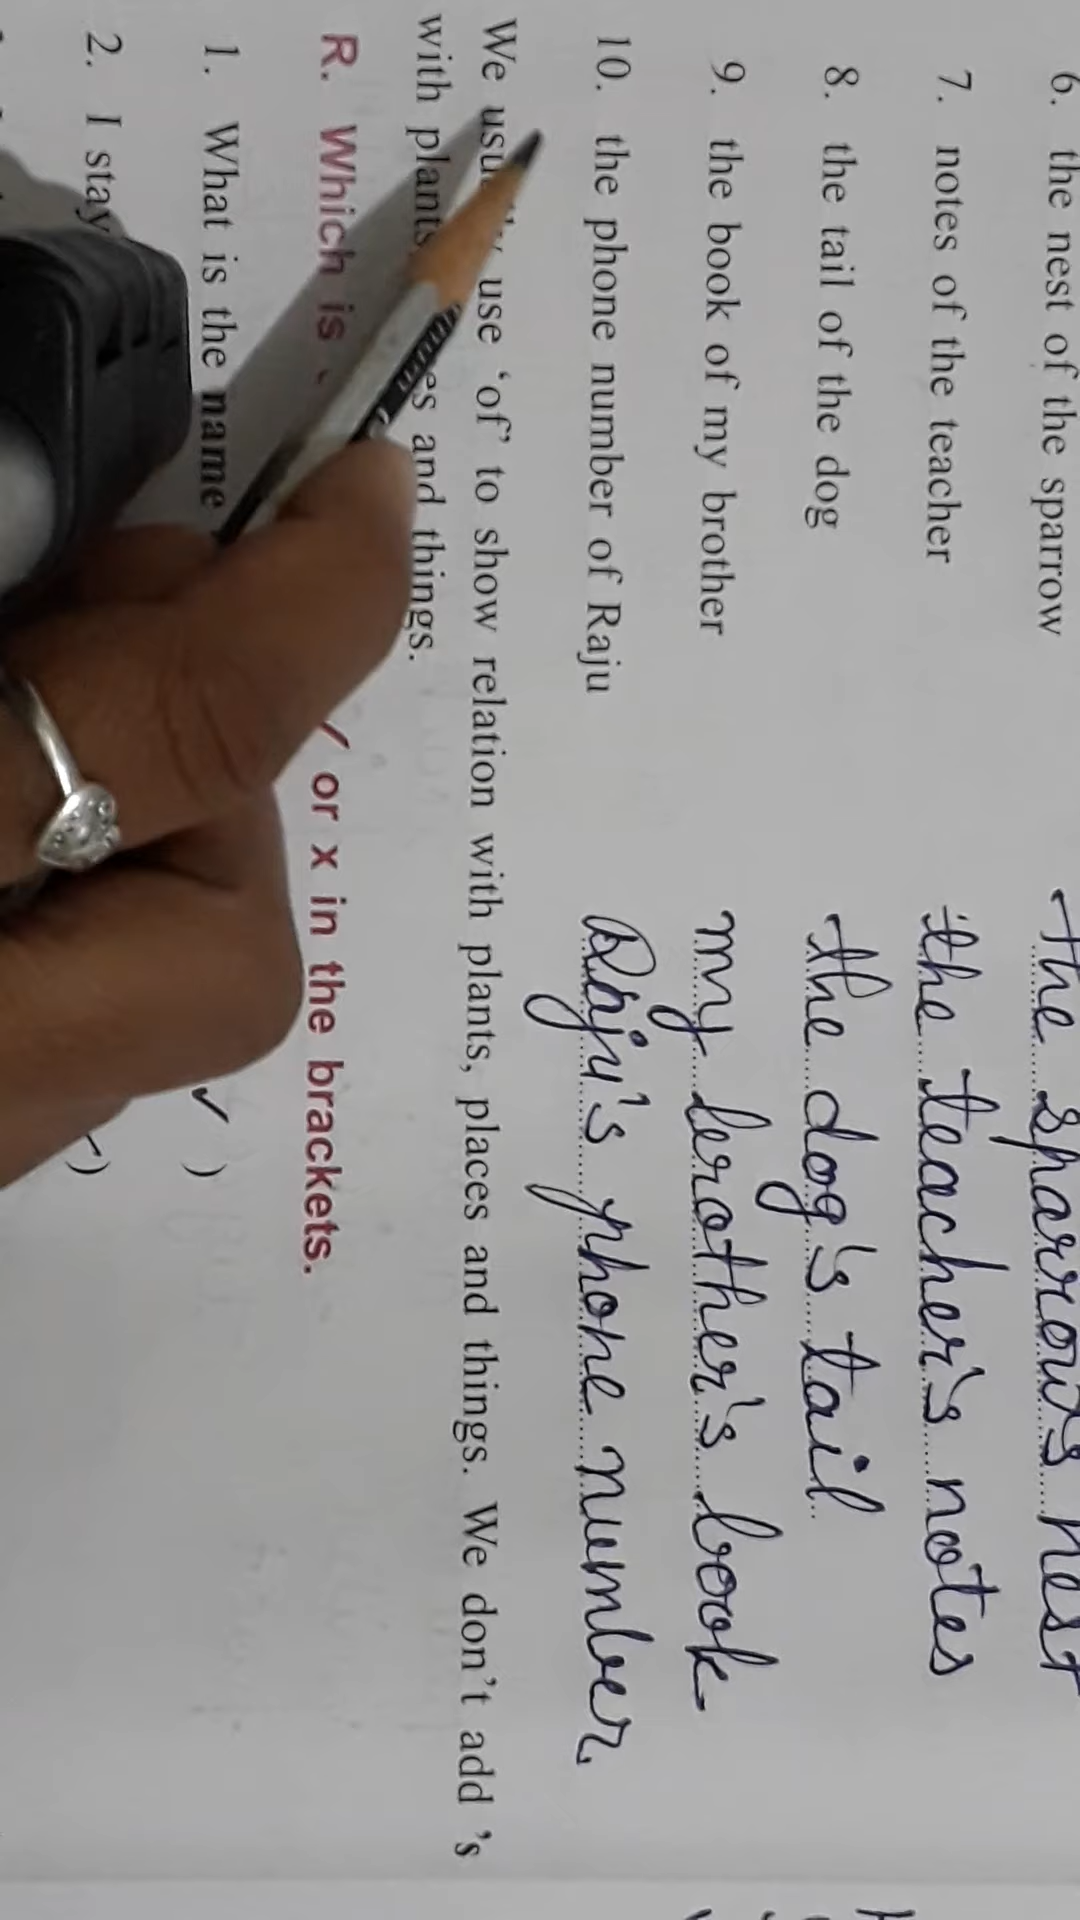 6. the nest of the sparrow the sparrow's nest
7. notes of the teacher the teacher's notes
8. the tail of the dog the dog's tail
9. the book of my brother my brother's book
10. the phone number of Raju Raju's phone number
We use 'of' to show relation with plants, places and things. We don't add 's
with plants and things.
R. Which is or x in the brackets.
1. What is the name ✓ )
2. I stay )